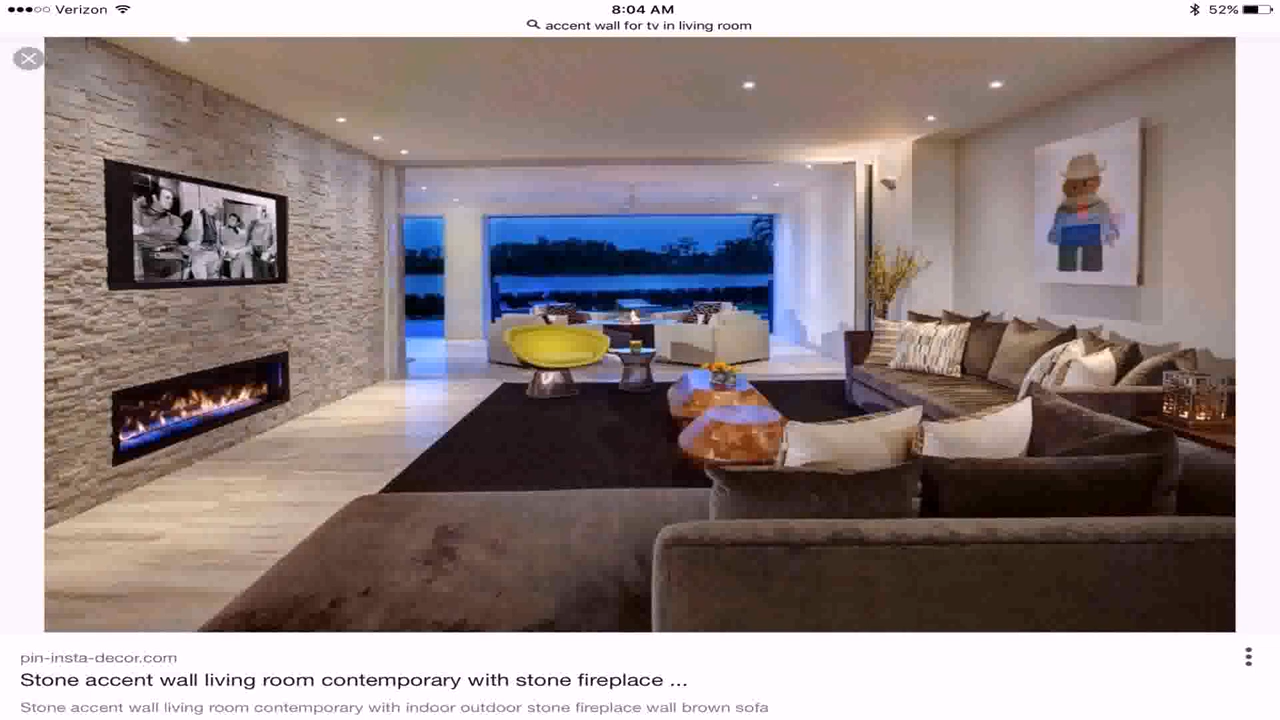 Verizon
8:04 AM
52%
accent wall for tv in living room
pin-insta-decor.com
Stone accent wall living room contemporary with stone fireplace ...
Stone accent wall living room contemporary with indoor outdoor stone fireplace wall brown sofa